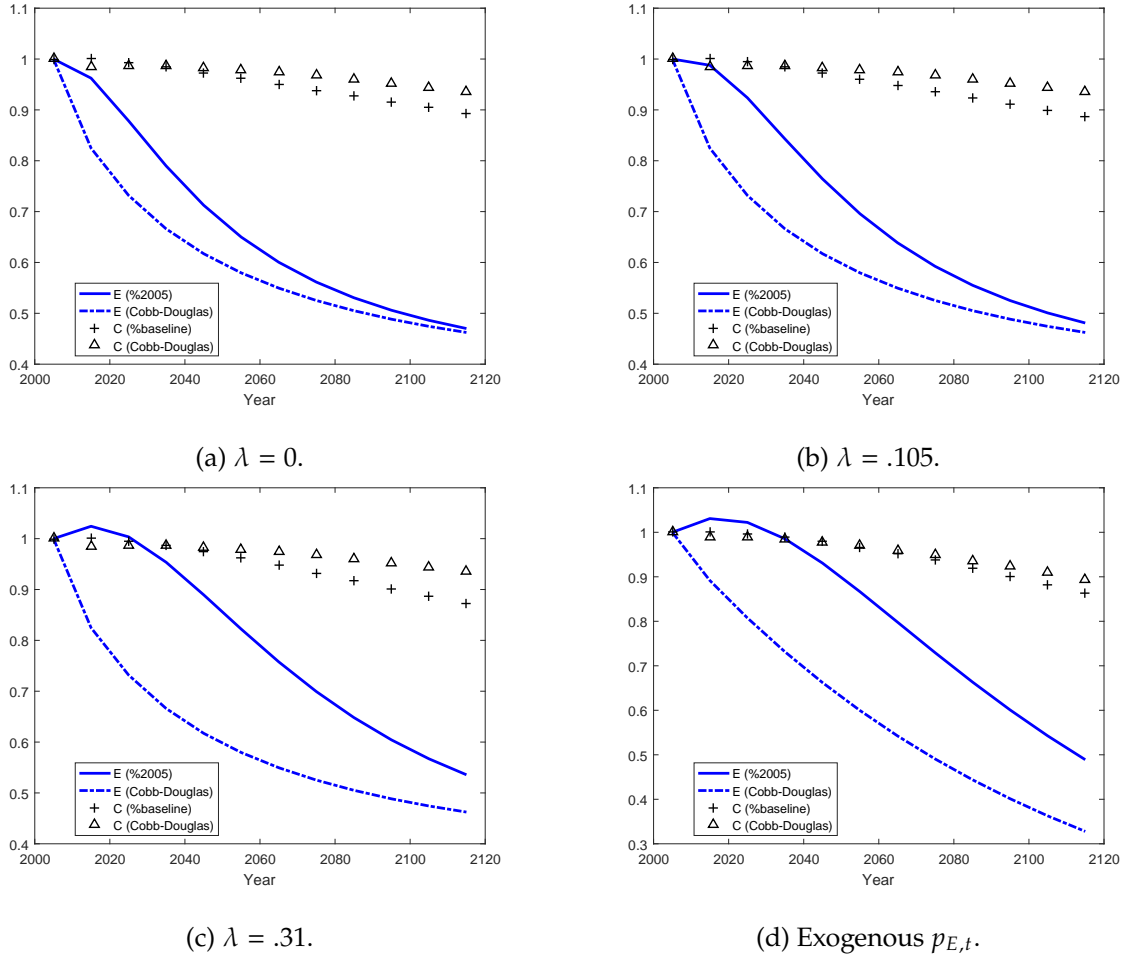 1.1
1
0.9
0.8
0.7
0.6
0.5
0.4
E (%2005)
E (Cobb-Douglas)
C (%baseline)
C (Cobb-Douglas)
2000 2020 2040 2060 2080 2100 2120
Year
(a) λ = 0.
1.1
1
0.9
0.8
0.7
0.6
0.5
0.4
E (%2005)
E (Cobb-Douglas)
C (%baseline)
C (Cobb-Douglas)
2000 2020 2040 2060 2080 2100 2120
Year
(b) λ = .105.
1.1
1
0.9
0.8
0.7
0.6
0.5
0.4
E (%2005)
E (Cobb-Douglas)
C (%baseline)
C (Cobb-Douglas)
2000 2020 2040 2060 2080 2100 2120
Year
(c) λ = .31.
1.1
1
0.9
0.8
0.7
0.6
0.5
0.4
0.3
E (%2005)
E (Cobb-Douglas)
C (%baseline)
C (Cobb-Douglas)
2000 2020 2040 2060 2080 2100 2120
Year
(d) Exogenous p_{E,t}.